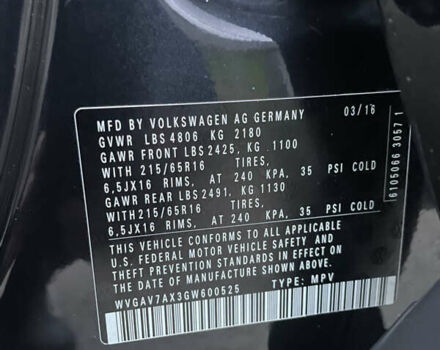 MFD BY VOLKSWAGEN AG GERMANY 03/16
GVWR LBS 4806 KG 2180
GAWR FRONT LBS 2425, KG .1100
WITH 215/65R16 TIRES,
6,5JX16 RIMS, AT 240 KPA, 35 PSI COLD
GAWR REAR LBS 2491, KG 1130
WITH 215/65R16 TIRES,
6,5JX16 RIMS, AT 240 KPA, 35 PSI COLD
THIS VEHICLE CONFORMS TO ALL APPLICABLE
U.S. FEDERAL MOTOR VEHICLE SAFETY AND
THEFT PREVENTION STANDARDS IN EFFECT ON
THE DATE OF MANUFACTURE SHOWN ABOVE
WVGAV7AX3GW600525 TYPE: MPV
6105066 3057 1